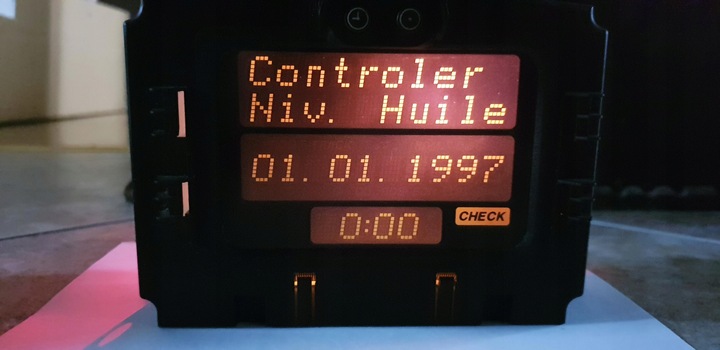 Controler
Niv. Huile
01. 01. 1997
0:00
CHECK